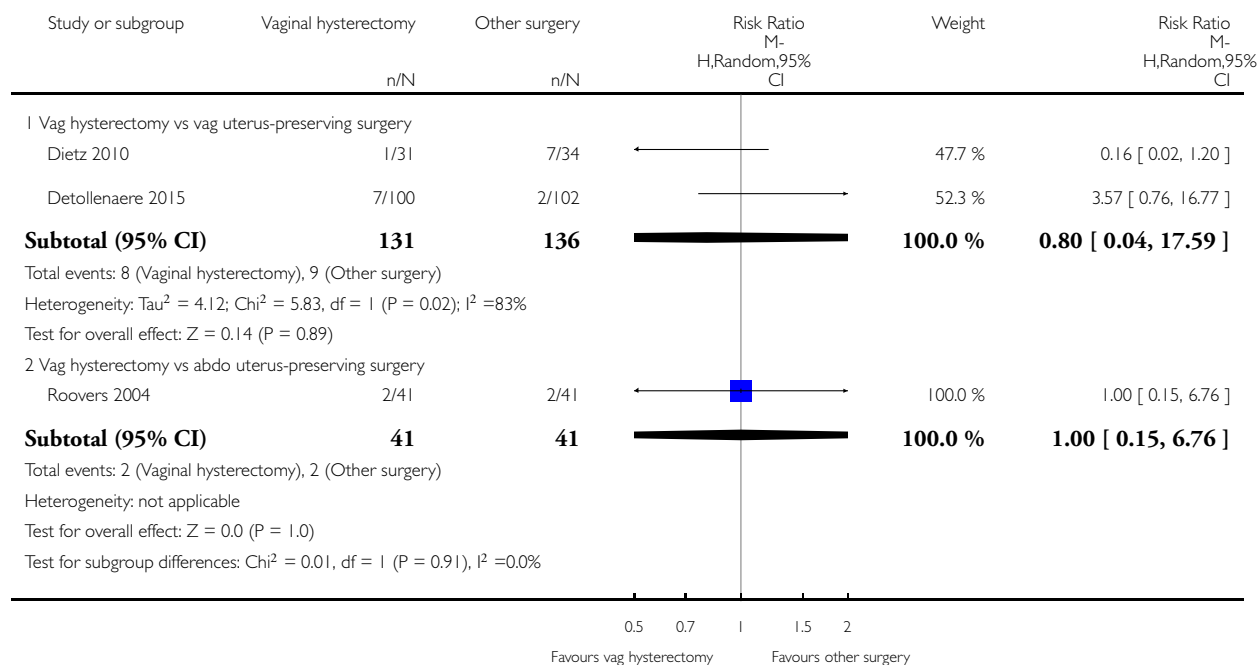 Study or subgroup Vaginal hysterectomy Other surgery Risk Ratio Weight Risk Ratio
M- M-
H,Random,95% H,Random,95%
n/N n/N CI CI
1 Vag hysterectomy vs vag uterus-preserving surgery
Dietz 2010 1/31 7/34 47.7 % 0.16 [ 0.02, 1.20 ]
Detollenaere 2015 7/100 2/102 52.3 % 3.57 [ 0.76, 16.77 ]
Subtotal (95% CI) 131 136 100.0 % 0.80 [ 0.04, 17.59 ]
Total events: 8 (Vaginal hysterectomy), 9 (Other surgery)
Heterogeneity: Tau² = 4.12; Chi² = 5.83, df = 1 (P = 0.02); I² =83%
Test for overall effect: Z = 0.14 (P = 0.89)
2 Vag hysterectomy vs abdo uterus-preserving surgery
Roovers 2004 2/41 2/41 100.0 % 1.00 [ 0.15, 6.76 ]
Subtotal (95% CI) 41 41 100.0 % 1.00 [ 0.15, 6.76 ]
Total events: 2 (Vaginal hysterectomy), 2 (Other surgery)
Heterogeneity: not applicable
Test for overall effect: Z = 0.0 (P = 1.0)
Test for subgroup differences: Chi² = 0.01, df = 1 (P = 0.91), I² =0.0%
0.5 0.7 1 1.5 2
Favours vag hysterectomy Favours other surgery